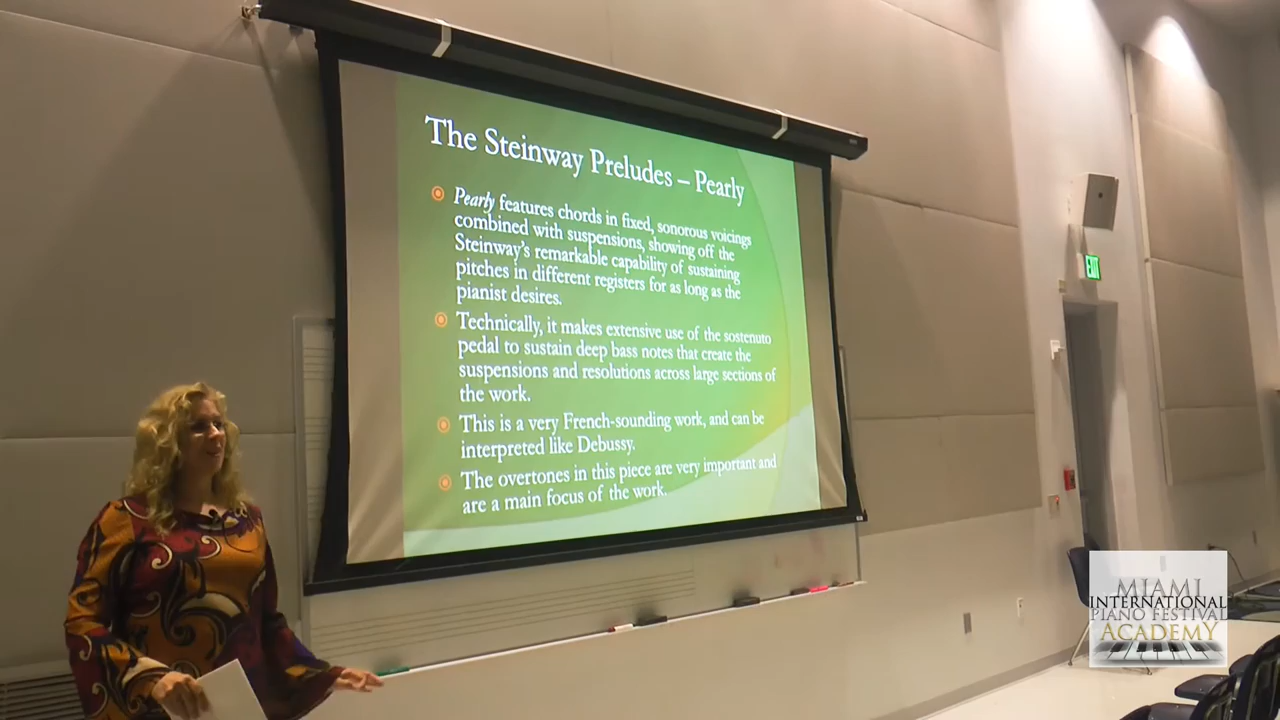 The Steinway Preludes – Pearly
Pearly features chords in fixed, sonorous voicings
combined with suspensions, showing off the
Steinway's remarkable capability of sustaining
pitches in different registers for as long as the
pianist desires.
Technically, it makes extensive use of the sostenuto
pedal to sustain deep bass notes that create the
suspensions and resolutions across large sections of
the work.
This is a very French-sounding work, and can be
interpreted like Debussy.
The overtones in this piece are very important and
are a main focus of the work.
EXIT
MIAMI
INTERNATIONAL
PIANO FESTIVAL
ACADEMY